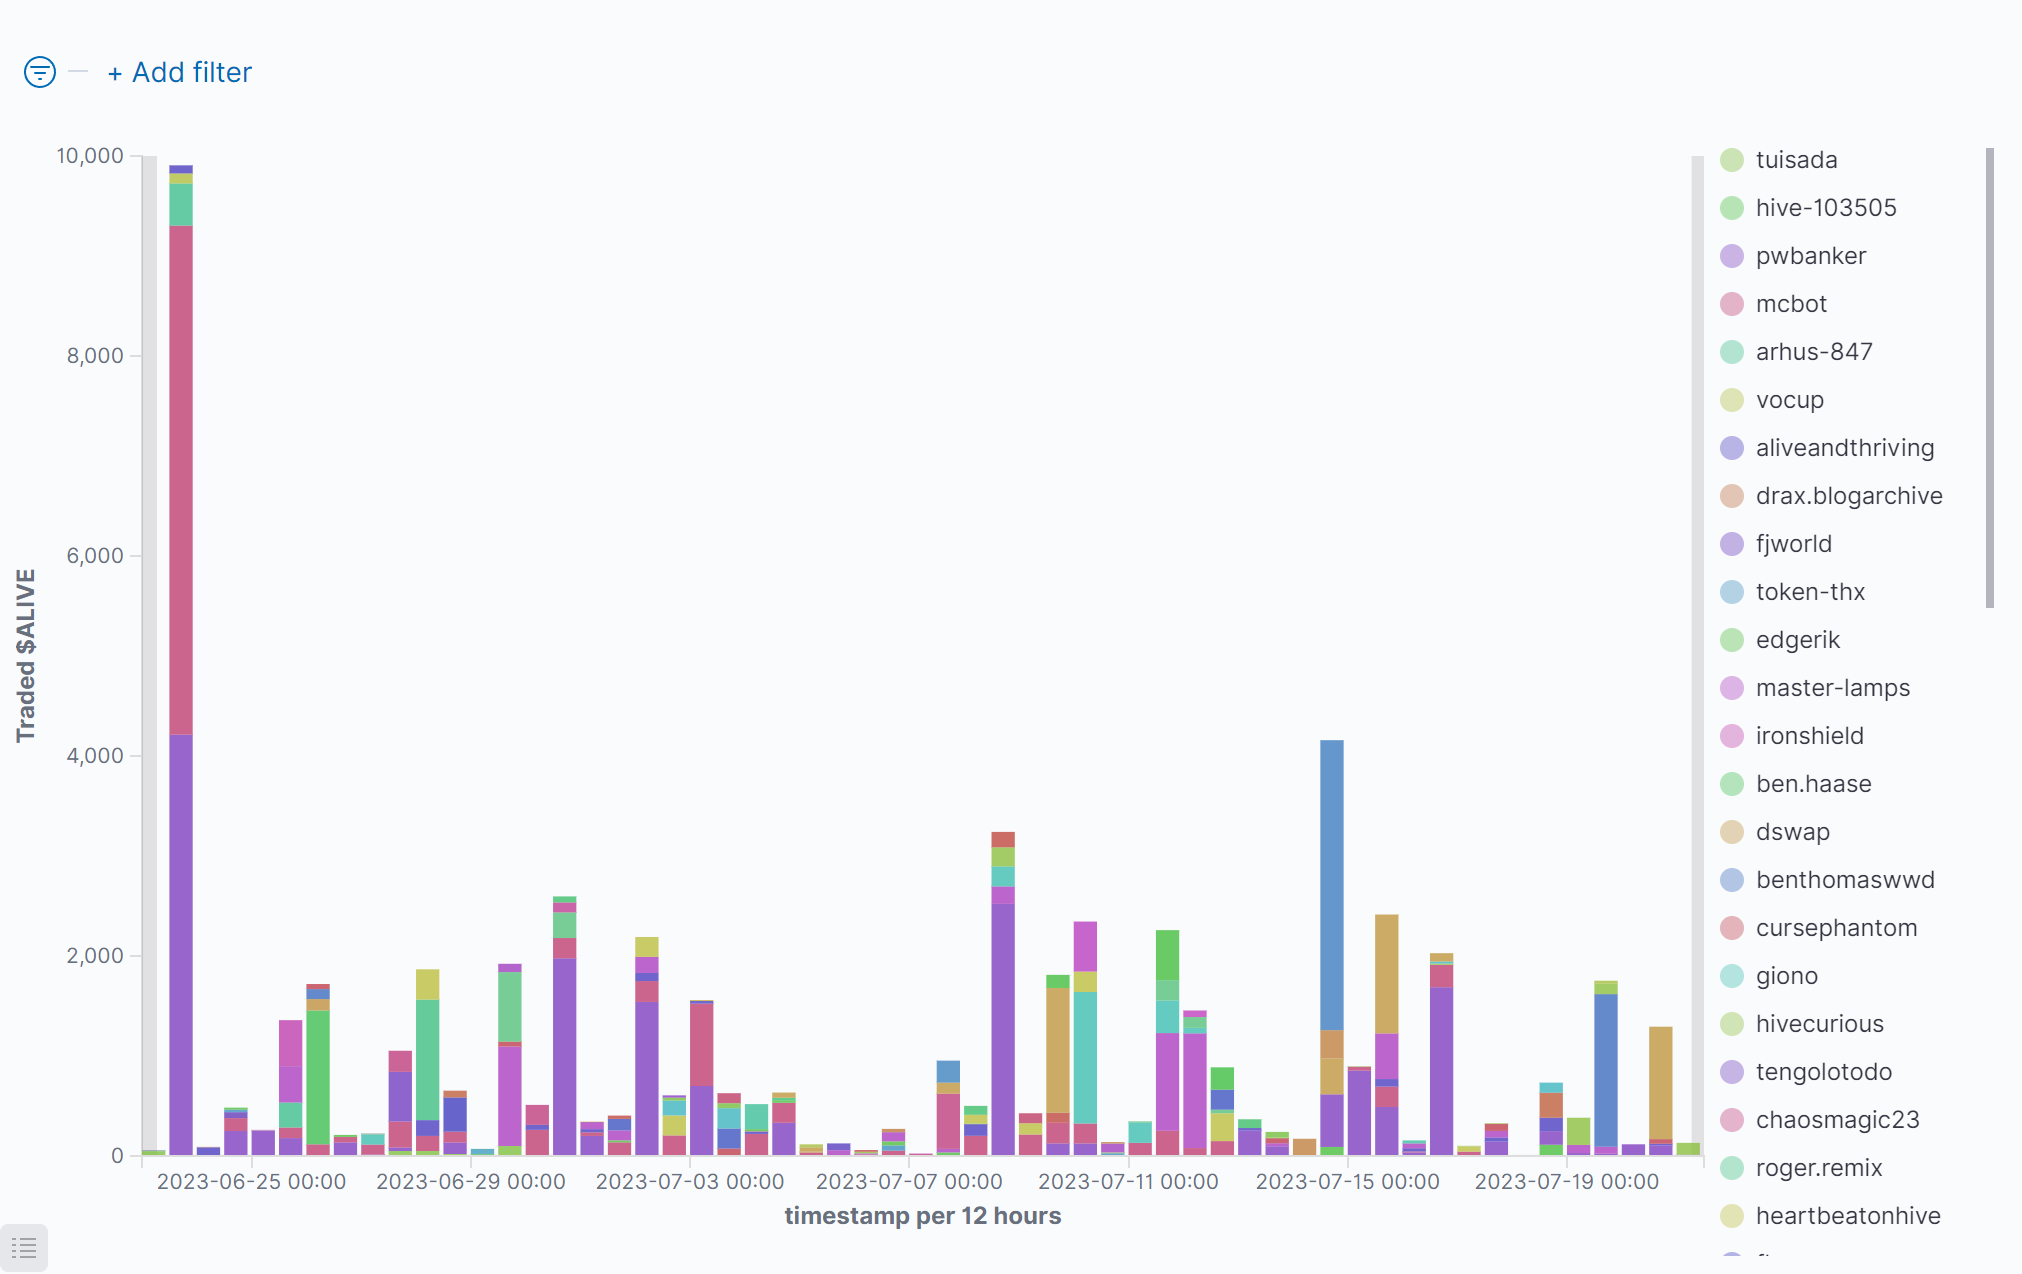 + Add filter
Traded $ALIVE
10,000
8,000
6,000
4,000
2,000
0
2023-06-25 00:00
2023-06-29 00:00
2023-07-03 00:00
2023-07-07 00:00
2023-07-11 00:00
2023-07-15 00:00
2023-07-19 00:00
timestamp per 12 hours
tuisada
hive-103505
pwbanker
mcbot
arhus-847
vocup
aliveandthriving
drax.blogarchive
fjworld
token-thx
edgerik
master-lamps
ironshield
ben.haase
dswap
benthomaswwd
cursephantom
giono
hivecurious
tengolotodo
chaosmagic23
roger.remix
heartbeatonhive